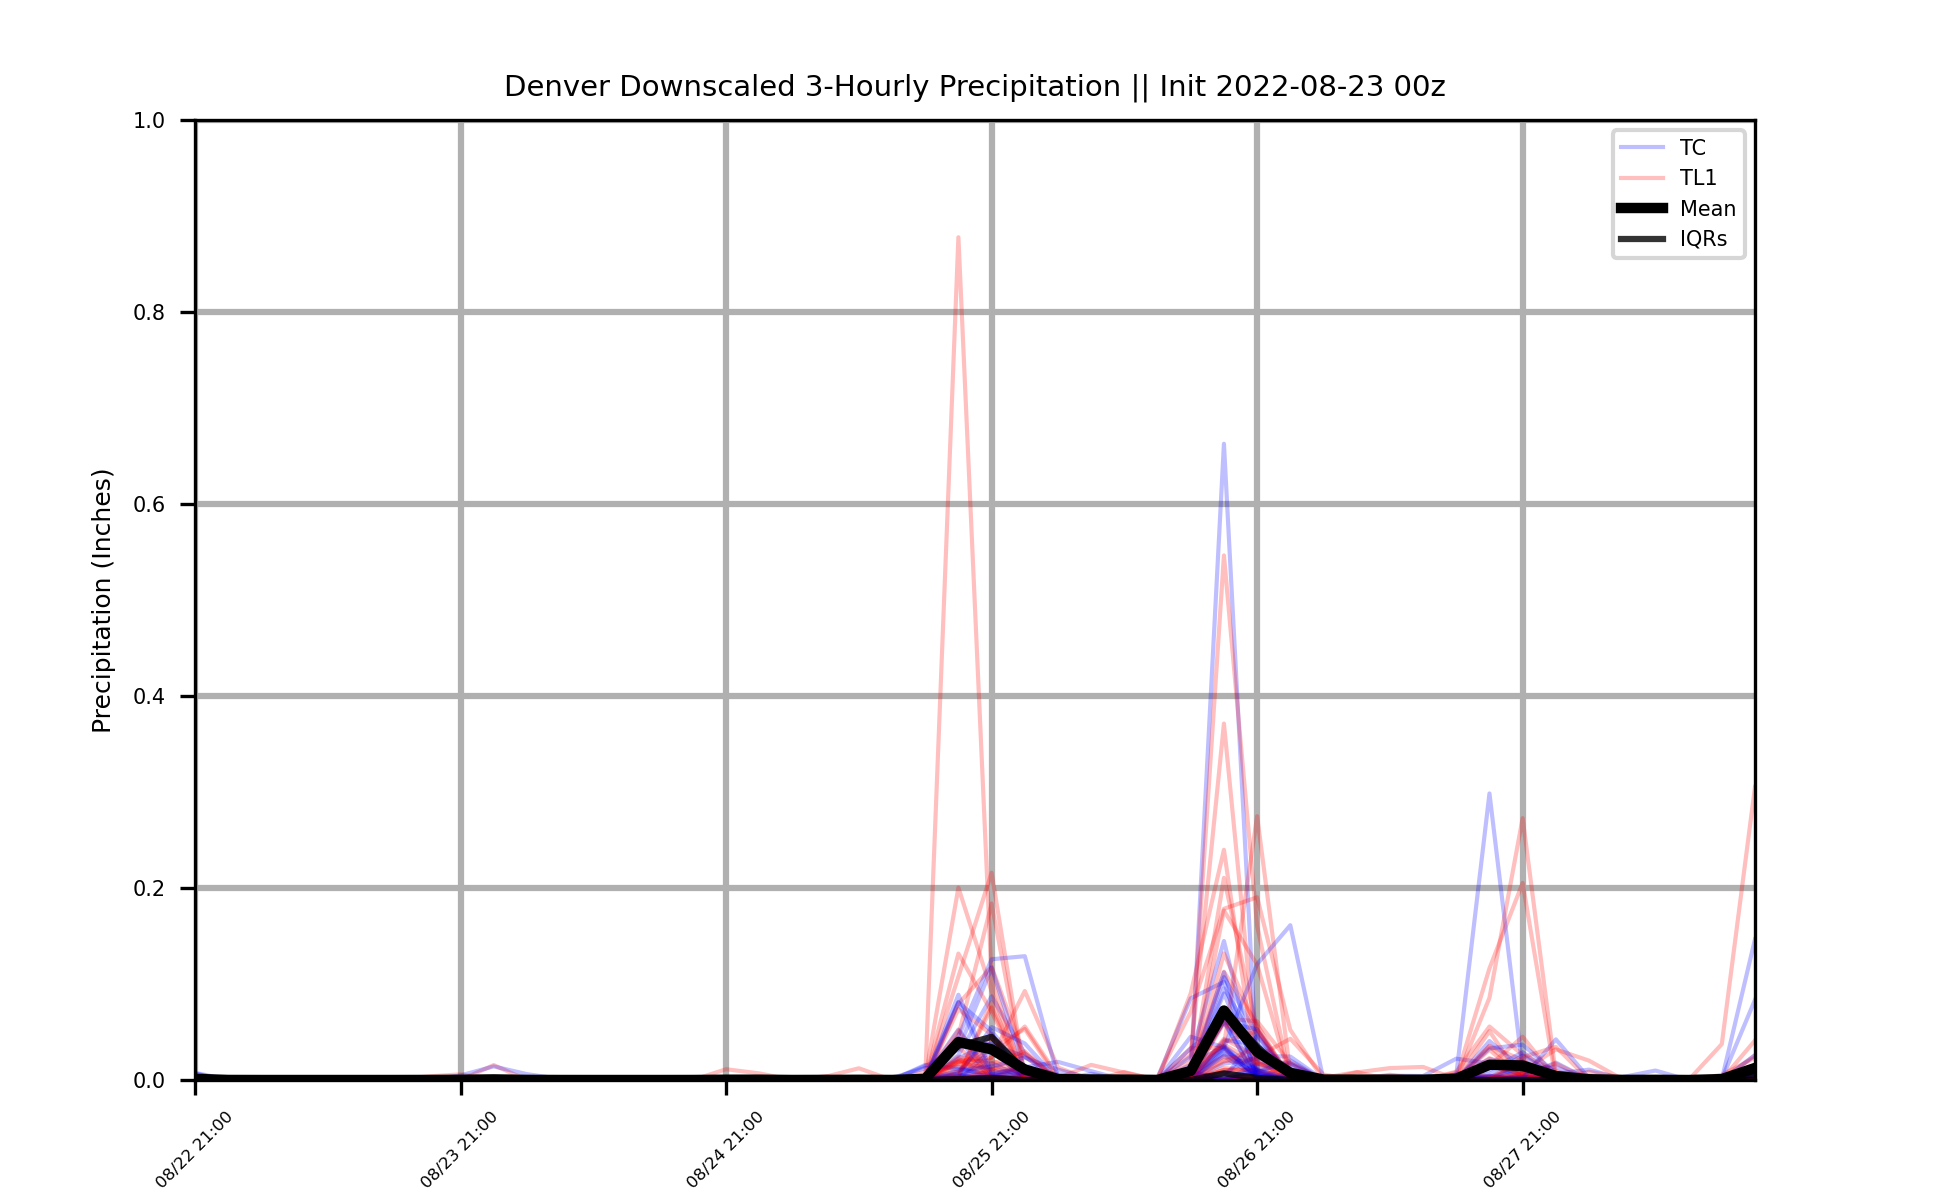 Denver Downscaled 3-Hourly Precipitation || Init 2022-08-23 00z
Precipitation (Inches)
1.0
0.8
0.6
0.4
0.2
0.0
TC
TL1
Mean
IQRs
08/22 21:00
08/23 21:00
08/24 21:00
08/25 21:00
08/26 21:00
08/27 21:00